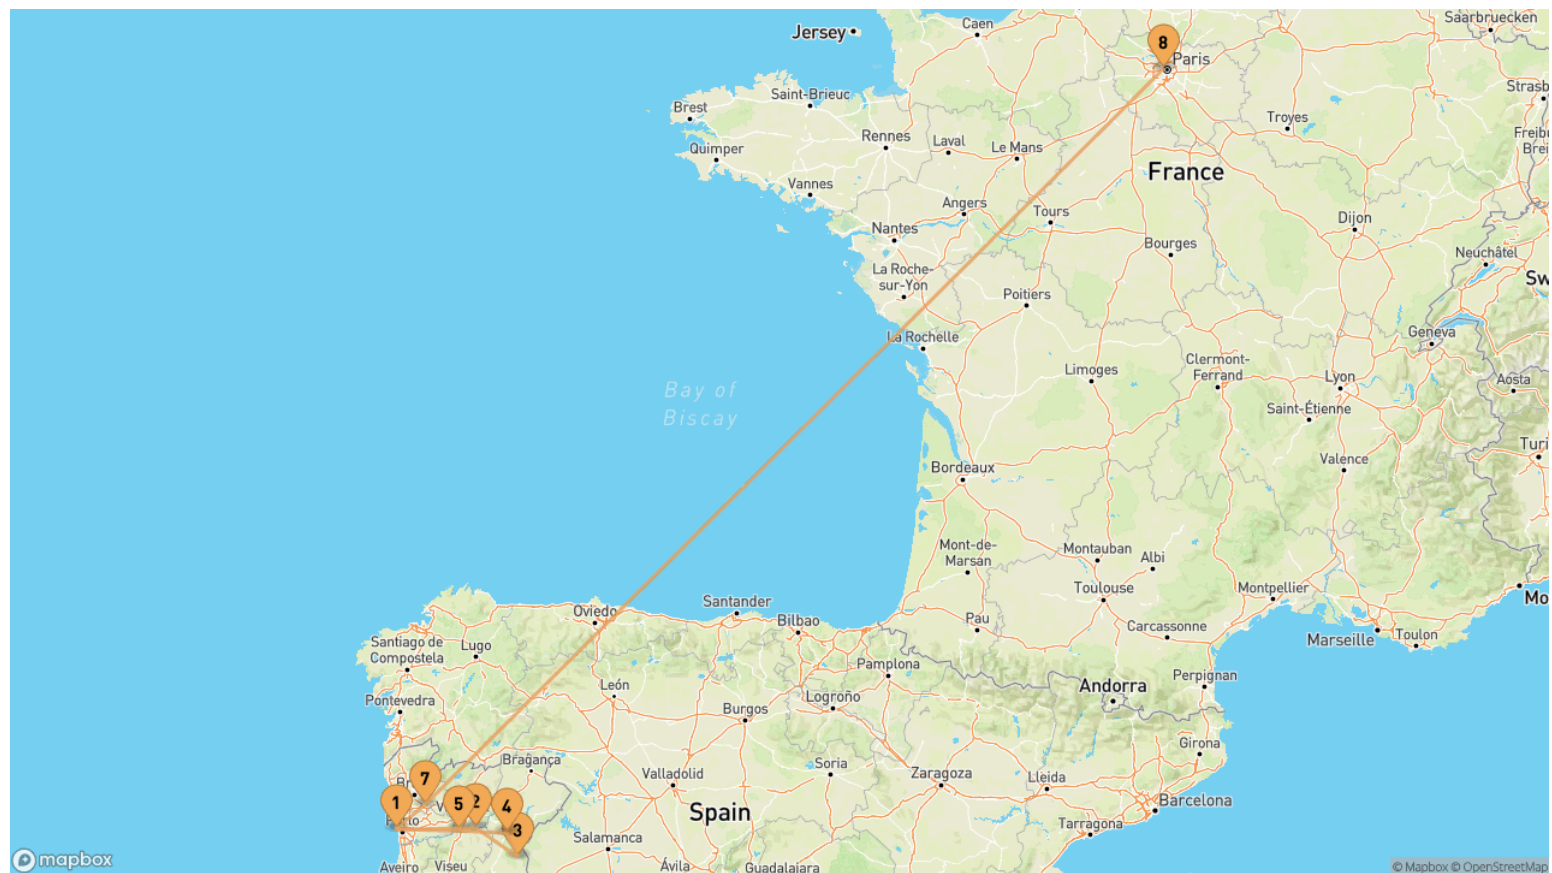 Caen
Saarbruecken
Jersey
8
Paris
Brest
Saint-Brieuc
Strasb
Troyes
Rennes
Laval
Le Mans
Freibu
Brei
Quimper
France
Vannes
Angers
Tours
Dijon
Nantes
Bourges
Neuchâtel
La Roche-
sur-Yon
Sw
Poitiers
La Rochelle
Geneva
Clermont-
Ferrand
Limoges
Lyon
Aosta
Bay of
Biscay
Saint-Étienne
Turi
Valence
Bordeaux
Mont-de-
Marsan
Montauban
Albi
Toulouse
Montpellier
Mo
Oviedo
Santander
Bilbao
Pau
Carcassonne
Marseille
Toulon
Santiago de
Compostela
Lugo
Pamplona
Perpignan
León
Andorra
Pontevedra
Logroño
Burgos
Girona
Bragança
Soria
Valladolid
Zaragoza
Lleida
7
Br
1
5
2
4
V
Spain
Barcelona
3
Tarragona
Salamanca
Aveiro
Viseu
Ávila
Guadalajara
mapbox
© Mapbox © OpenStreetMap